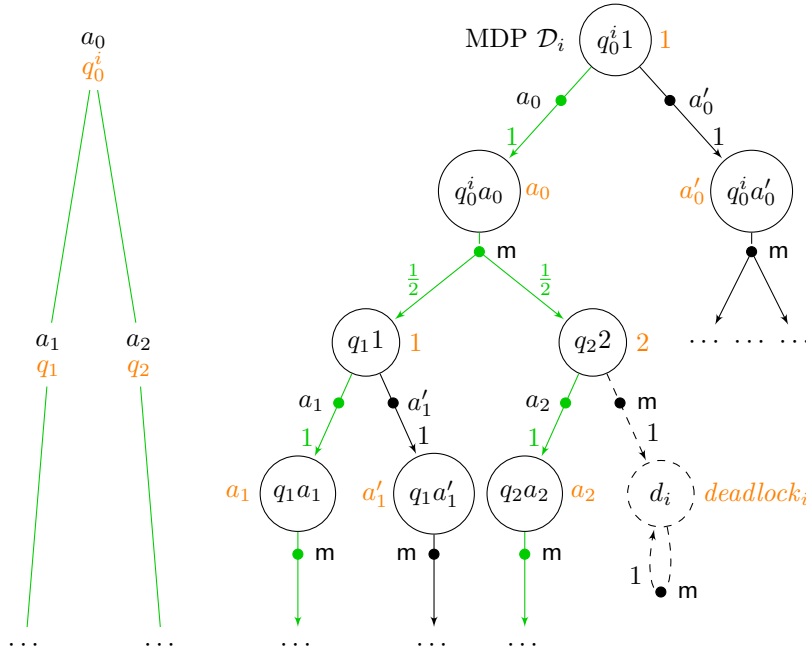 MDP 𝒟ᵢ
q₀ⁱ1 1
a₀
q₀ⁱ
a₀ a₀′
1 1
q₀ⁱa₀ a₀
a₀′ q₀ⁱa₀′
m m
1/2 1/2
a₁ a₂
q₁ q₂
q₁1 1
q₂2 2
... ... ...
a₁ a₁′ a₂ m
1 1 1 1
a₁ q₁a₁
a₁′ q₁a₁′
q₂a₂ a₂
dᵢ deadlockᵢ
m m m
1 m
... ... ... ... ...